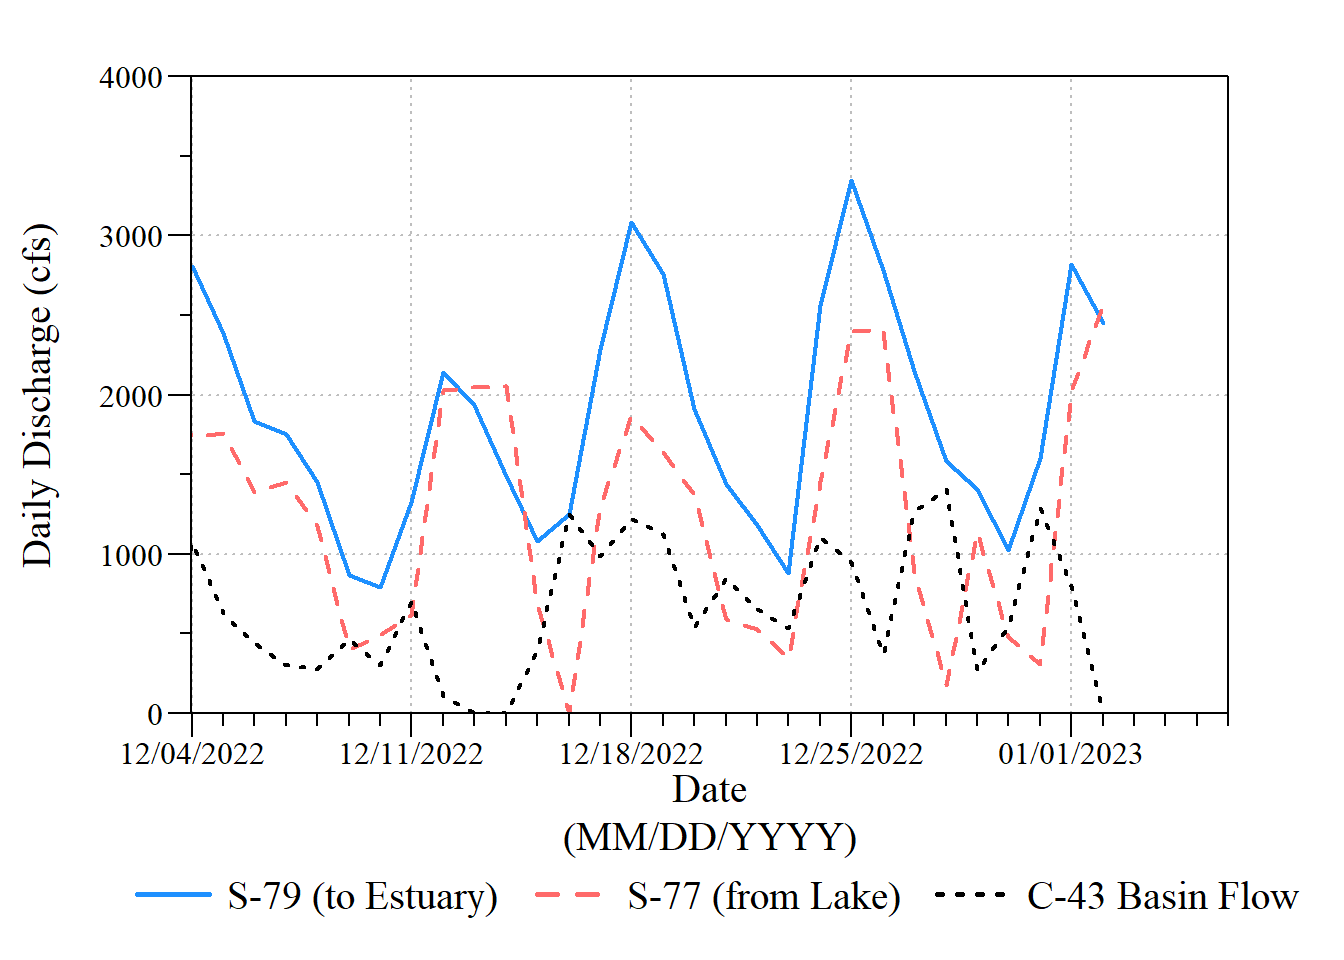 Daily Discharge (cfs)
4000
3000
2000
1000
0
12/04/2022 12/11/2022 12/18/2022 12/25/2022 01/01/2023
Date
(MM/DD/YYYY)
S-79 (to Estuary) S-77 (from Lake) C-43 Basin Flow